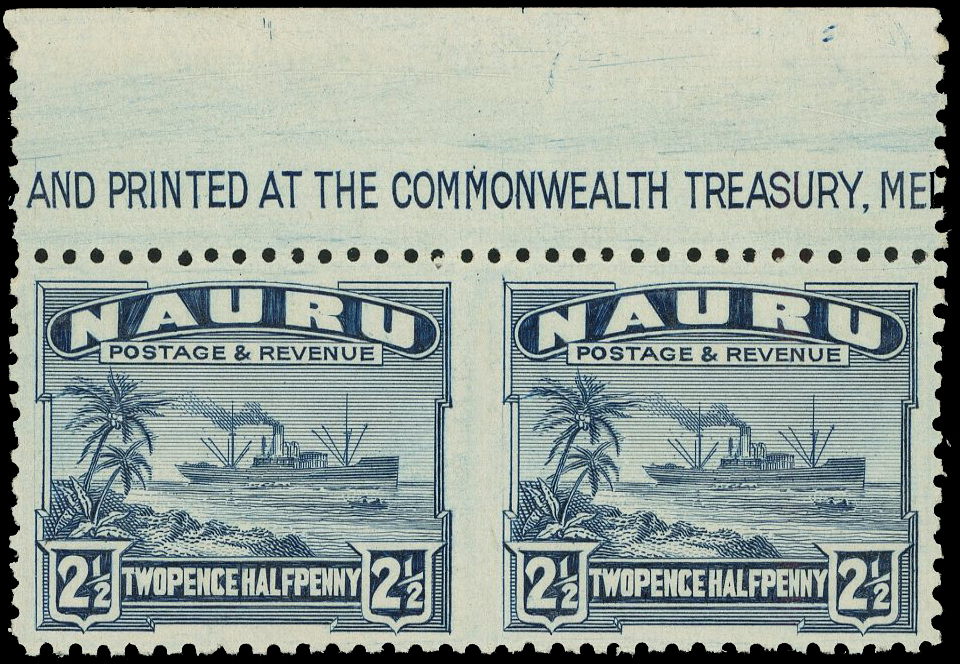 AND PRINTED AT THE COMMONWEALTH TREASURY, MEL
NAURU
POSTAGE & REVENUE
2½ TWOPENCE HALFPENNY 2½
NAURU
POSTAGE & REVENUE
2½ TWOPENCE HALFPENNY 2½